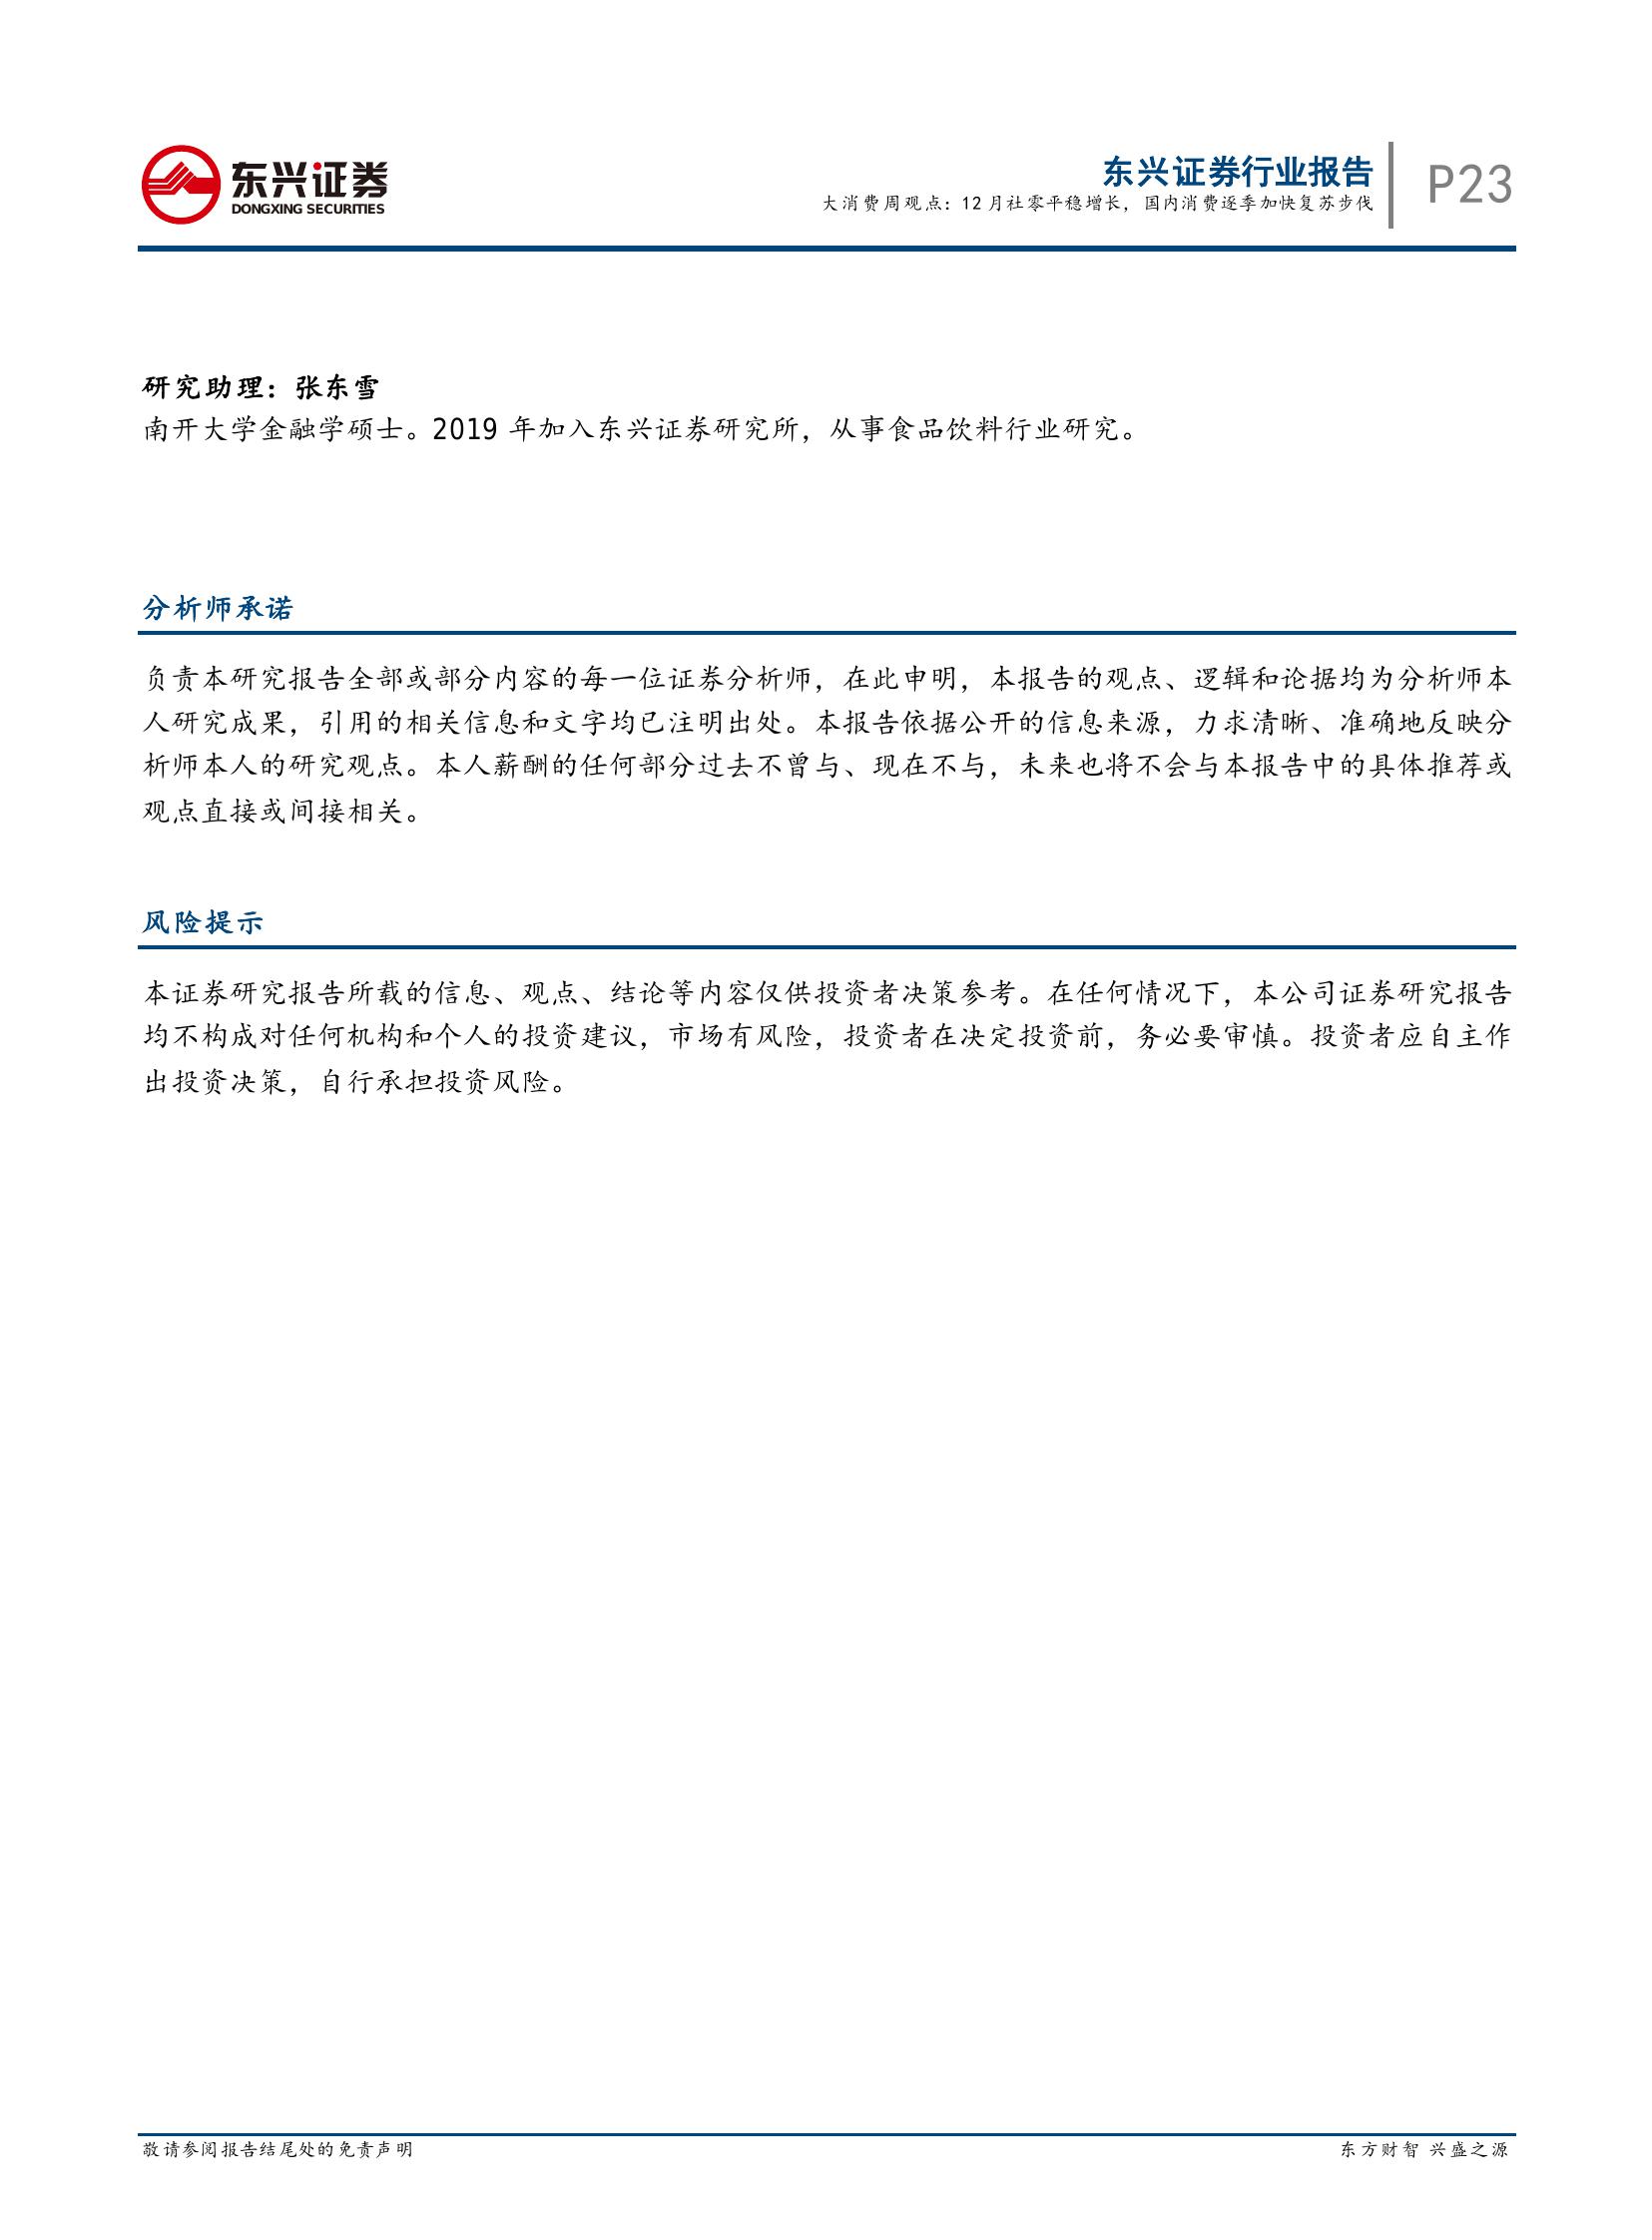 东兴证券
DONGXING SECURITIES
东兴证券行业报告
大消费周观点：12 月社零平稳增长，国内消费逐季加快复苏步伐
P23
研究助理：张东雪
南开大学金融学硕士。2019 年加入东兴证券研究所，从事食品饮料行业研究。
分析师承诺
负责本研究报告全部或部分内容的每一位证券分析师，在此申明，本报告的观点、逻辑和论据均为分析师本
人研究成果，引用的相关信息和文字均已注明出处。本报告依据公开的信息来源，力求清晰、准确地反映分
析师本人的研究观点。本人薪酬的任何部分过去不曾与、现在不与，未来也将不会与本报告中的具体推荐或
观点直接或间接相关。
风险提示
本证券研究报告所载的信息、观点、结论等内容仅供投资者决策参考。在任何情况下，本公司证券研究报告
均不构成对任何机构和个人的投资建议，市场有风险，投资者在决定投资前，务必要审慎。投资者应自主作
出投资决策，自行承担投资风险。
敬请参阅报告结尾处的免责声明
东方财智 兴盛之源